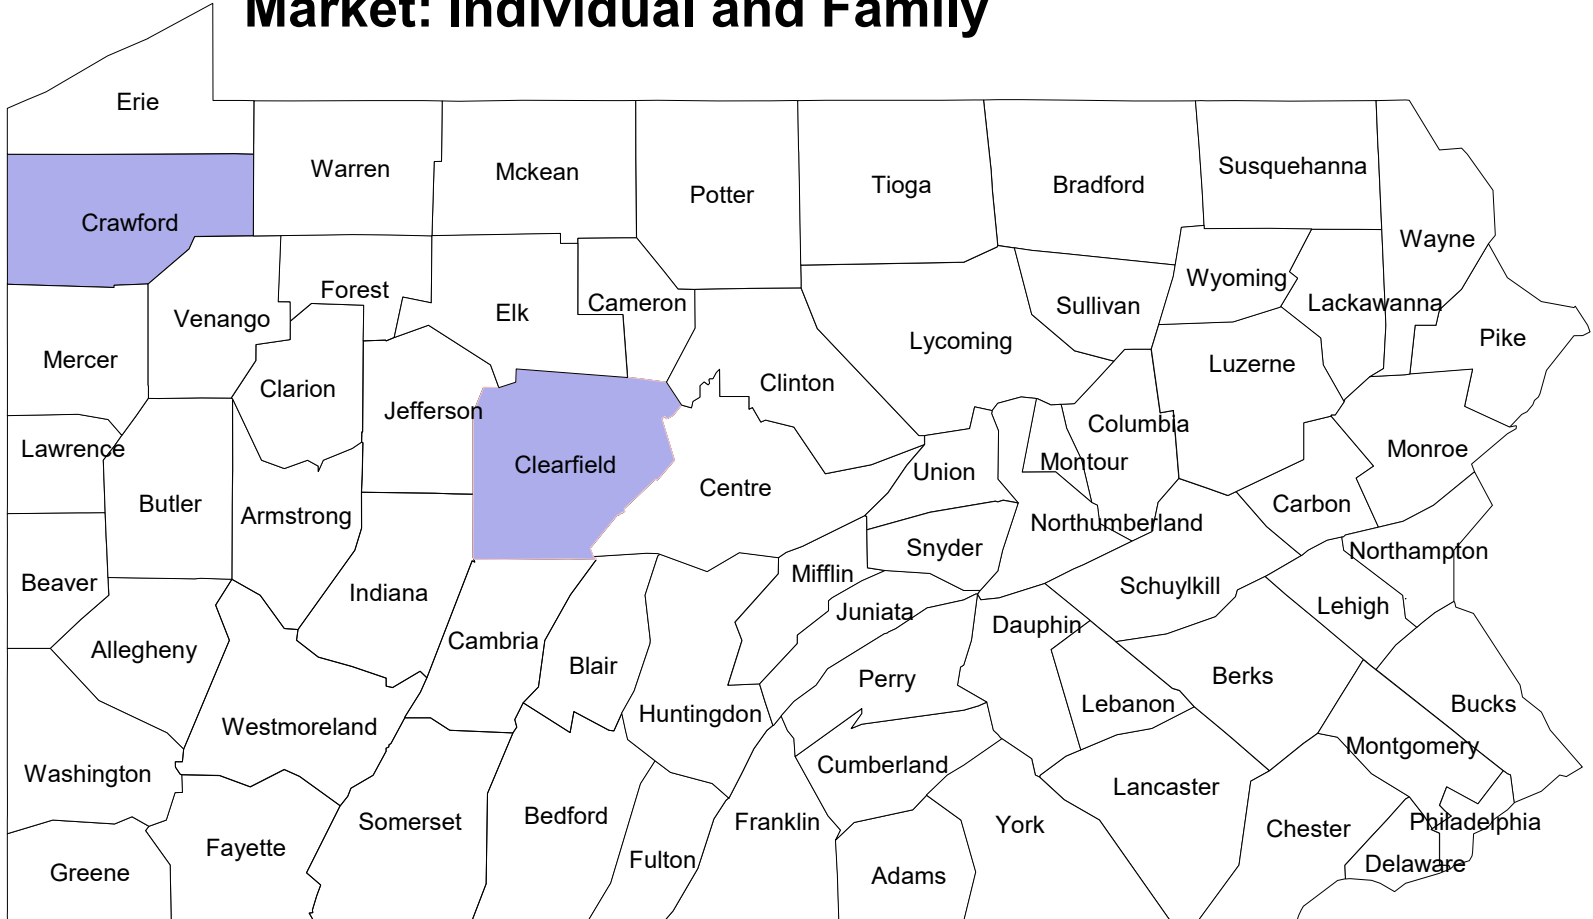 Market: Individual and Family
Erie
Warren
Mckean
Potter
Tioga
Bradford
Susquehanna
Wayne
Crawford
Forest
Venango
Elk
Cameron
Wyoming
Sullivan
Lackawanna
Pike
Mercer
Clarion
Jefferson
Clinton
Lycoming
Luzerne
Columbia
Montour
Monroe
Lawrence
Butler
Armstrong
Clearfield
Centre
Union
Northumberland
Carbon
Snyder
Northampton
Beaver
Indiana
Mifflin
Juniata
Schuylkill
Lehigh
Allegheny
Cambria
Blair
Dauphin
Perry
Lebanon
Berks
Bucks
Westmoreland
Huntingdon
Montgomery
Washington
Cumberland
Lancaster
Somerset
Bedford
Franklin
York
Chester
Philadelphia
Greene
Fayette
Fulton
Adams
Delaware